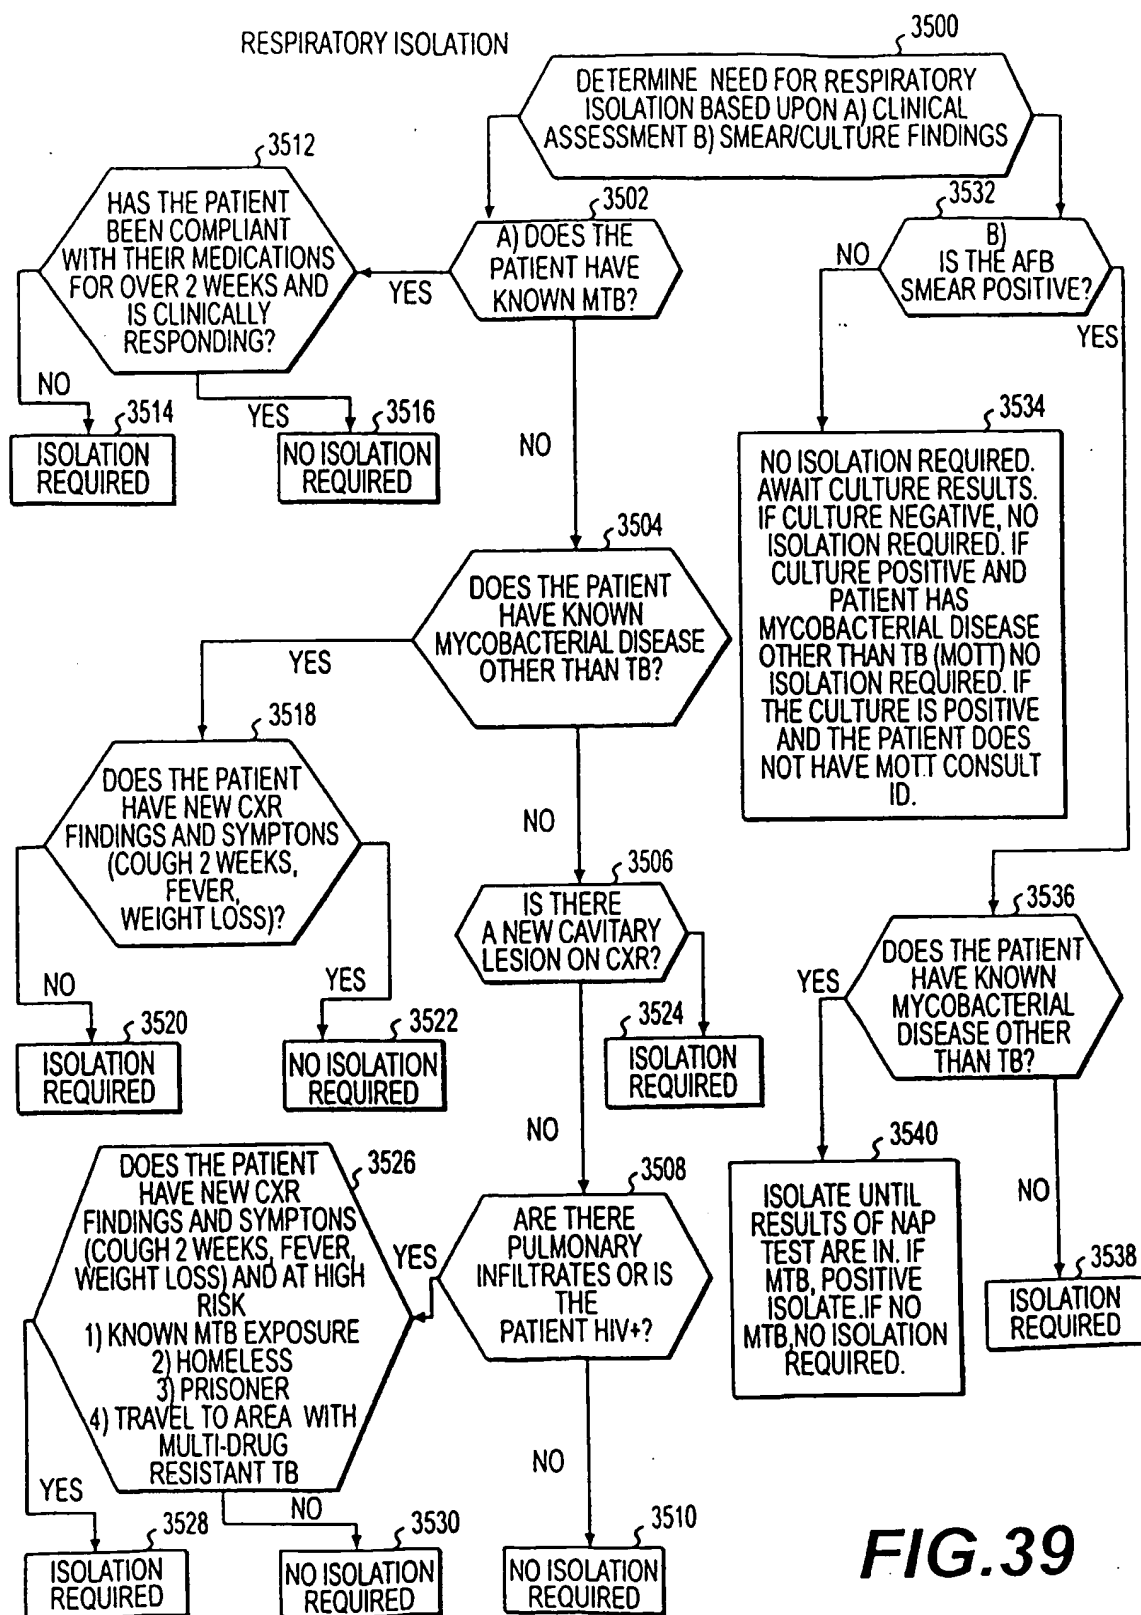 RESPIRATORY ISOLATION
3500
DETERMINE NEED FOR RESPIRATORY
ISOLATION BASED UPON A) CLINICAL
ASSESSMENT B) SMEAR/CULTURE FINDINGS
3512
HAS THE PATIENT
BEEN COMPLIANT
WITH THEIR MEDICATIONS
FOR OVER 2 WEEKS AND
IS CLINICALLY
RESPONDING?
3502
A) DOES THE
PATIENT HAVE
KNOWN MTB?
YES
3532
B)
IS THE AFB
SMEAR POSITIVE?
NO
YES
NO
3514
ISOLATION
REQUIRED
YES
3516
NO ISOLATION
REQUIRED
NO
3534
NO ISOLATION REQUIRED.
AWAIT CULTURE RESULTS.
IF CULTURE NEGATIVE, NO
ISOLATION REQUIRED. IF
CULTURE POSITIVE AND
PATIENT HAS
MYCOBACTERIAL DISEASE
OTHER THAN TB (MOTT) NO
ISOLATION REQUIRED. IF
THE CULTURE IS POSITIVE
AND THE PATIENT DOES
NOT HAVE MOTT CONSULT
ID.
3504
DOES THE PATIENT
HAVE KNOWN
MYCOBACTERIAL DISEASE
OTHER THAN TB?
YES
3518
DOES THE PATIENT
HAVE NEW CXR
FINDINGS AND SYMPTONS
(COUGH 2 WEEKS,
FEVER,
WEIGHT LOSS)?
NO
3506
IS THERE
A NEW CAVITARY
LESION ON CXR?
3536
DOES THE PATIENT
HAVE KNOWN
MYCOBACTERIAL
DISEASE OTHER
THAN TB?
YES
NO
3520
ISOLATION
REQUIRED
YES
3522
NO ISOLATION
REQUIRED
3524
ISOLATION
REQUIRED
NO
3526
DOES THE PATIENT
HAVE NEW CXR
FINDINGS AND SYMPTONS
(COUGH 2 WEEKS, FEVER,
WEIGHT LOSS) AND AT HIGH
RISK
1) KNOWN MTB EXPOSURE
2) HOMELESS
3) PRISONER
4) TRAVEL TO AREA WITH
MULTI-DRUG
RESISTANT TB
YES
3508
ARE THERE
PULMONARY
INFILTRATES OR IS
THE
PATIENT HIV+?
3540
ISOLATE UNTIL
RESULTS OF NAP
TEST ARE IN. IF
MTB, POSITIVE
ISOLATE.IF NO
MTB,NO ISOLATION
REQUIRED.
NO
3538
ISOLATION
REQUIRED
YES
3528
ISOLATION
REQUIRED
NO
3530
NO ISOLATION
REQUIRED
NO
3510
NO ISOLATION
REQUIRED
FIG.39